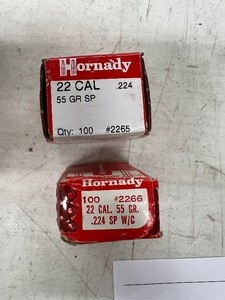 Hornady
22 CAL .224
55 GR SP
Qty: 100 #2265
Hornady
100 #2266
22 CAL. 55 GR.
.224 SP W/C